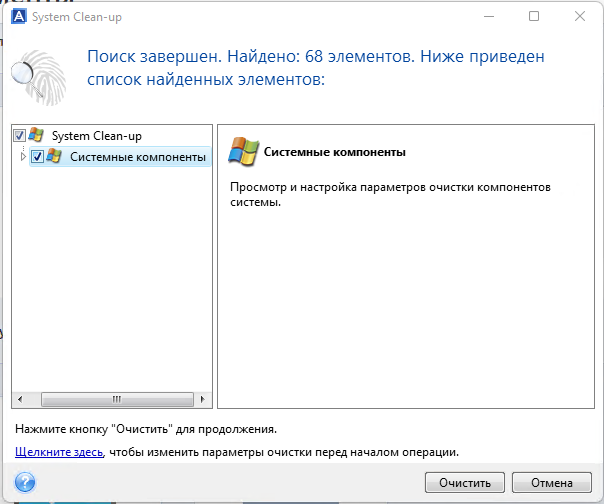 System Clean-up
Поиск завершен. Найдено: 68 элементов. Ниже приведен
список найденных элементов:
System Clean-up
Системные компоненты
Системные компоненты
Просмотр и настройка параметров очистки компонентов
системы.
Нажмите кнопку "Очистить" для продолжения.
Щелкните здесь, чтобы изменить параметры очистки перед началом операции.
Очистить
Отмена